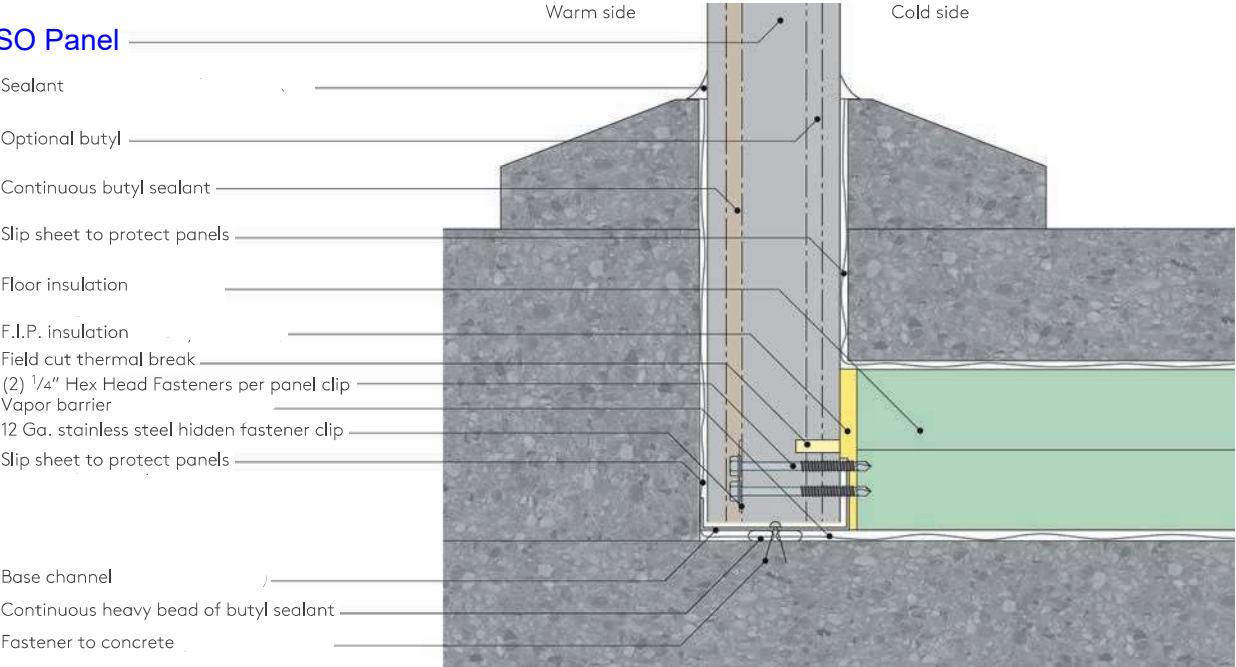 Warm side
Cold side
SO Panel
Sealant
Optional butyl
Continuous butyl sealant
Slip sheet to protect panels
Floor insulation
F.I.P. insulation
Field cut thermal break
(2) 1/4" Hex Head Fasteners per panel clip
Vapor barrier
12 Ga. stainless steel hidden fastener clip
Slip sheet to protect panels
Base channel
Continuous heavy bead of butyl sealant
Fastener to concrete